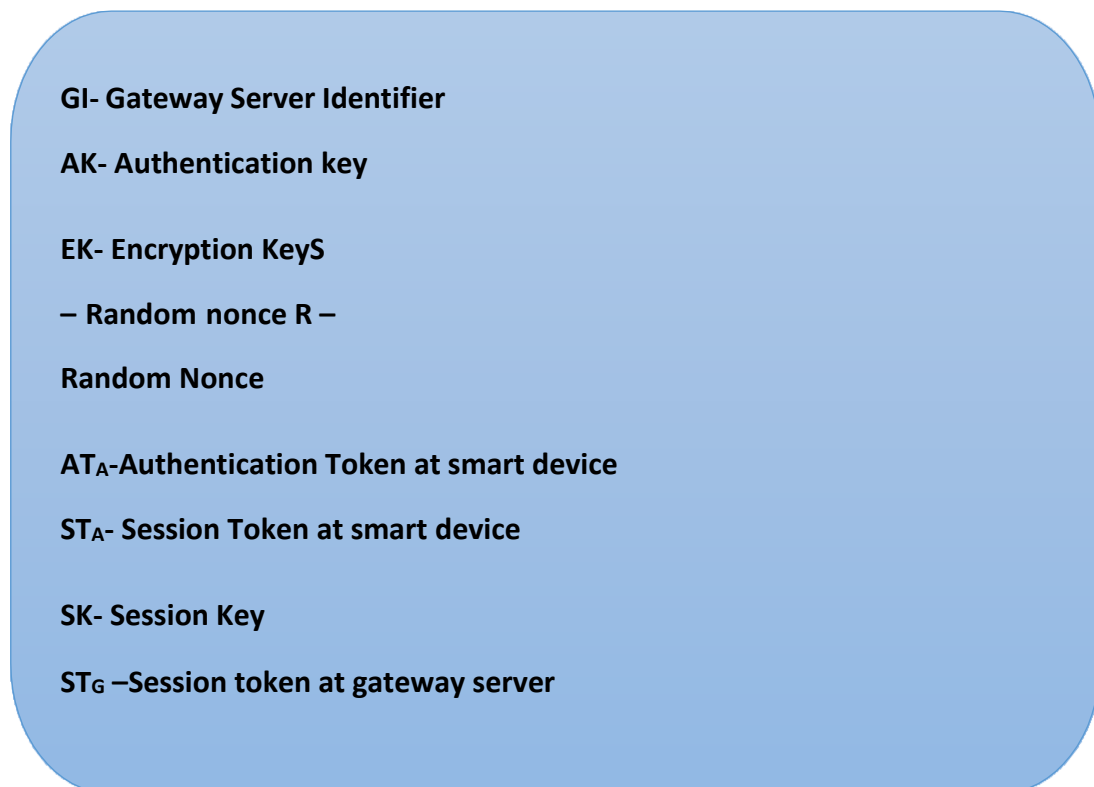 GI- Gateway Server Identifier
AK- Authentication key
EK- Encryption KeyS
– Random nonce R –
Random Nonce
ATA-Authentication Token at smart device
STA- Session Token at smart device
SK- Session Key
STG –Session token at gateway server